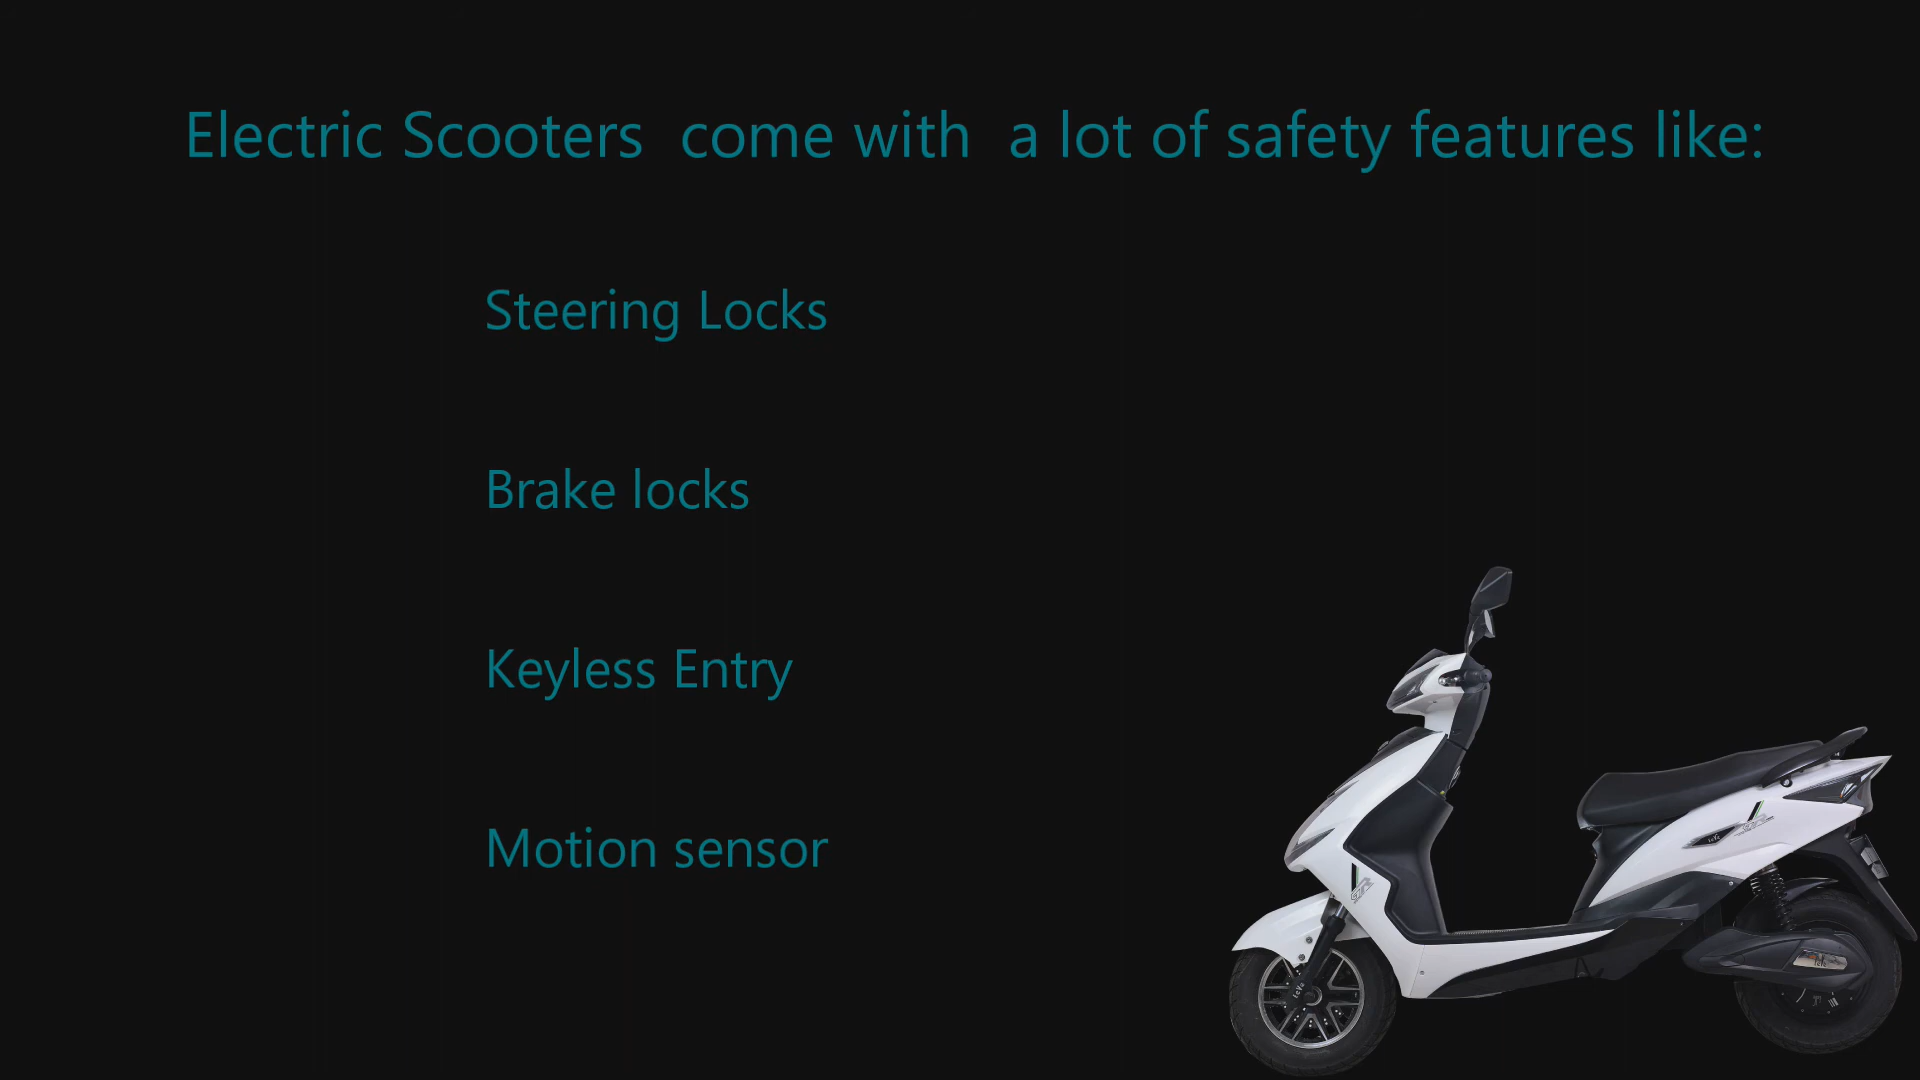 Electric Scooters  come with  a lot of safety features like:
Steering Locks
Brake locks
Keyless Entry
Motion sensor